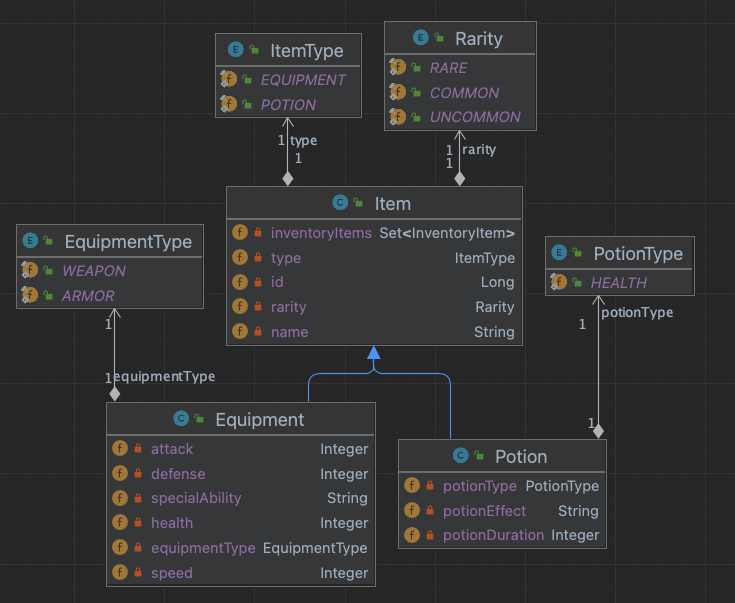 E ItemType
f EQUIPMENT
f POTION
E Rarity
f RARE
f COMMON
f UNCOMMON
1 type
1
1 rarity
1
C Item
f inventoryItems Set<InventoryItem>
f type ItemType
f id Long
f rarity Rarity
f name String
E EquipmentType
f WEAPON
f ARMOR
E PotionType
f HEALTH
1
1 equipmentType
potionType
1
1
C Equipment
f attack Integer
f defense Integer
f specialAbility String
f health Integer
f equipmentType EquipmentType
f speed Integer
C Potion
f potionType PotionType
f potionEffect String
f potionDuration Integer